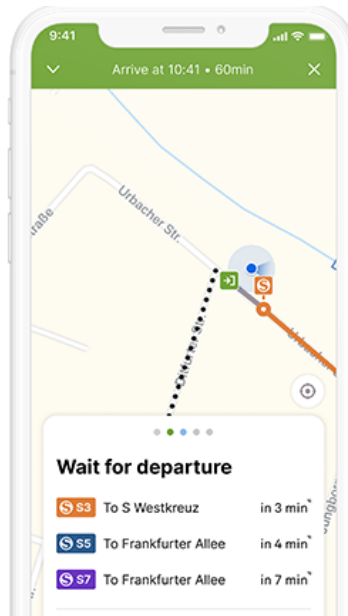 9:41
Arrive at 10:41 • 60min
Urbacher Str.
Urbacher
Wait for departure
S S3 To S Westkreuz in 3 min
S S5 To Frankfurter Allee in 4 min
S S7 To Frankfurter Allee in 7 min